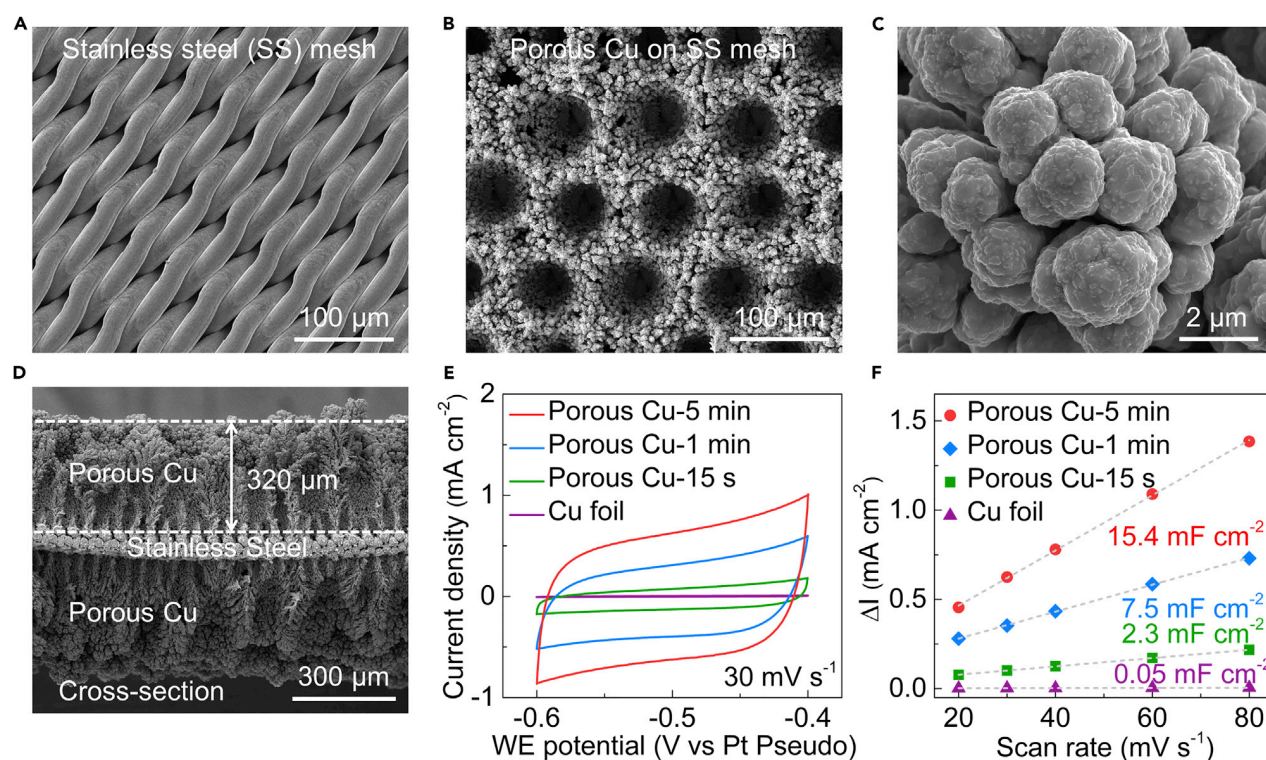 A
Stainless steel (SS) mesh
100 μm
B
Porous Cu on SS mesh
100 μm
C
2 μm
D
Porous Cu
320 μm
Stainless Steel
Porous Cu
Cross-section
300 μm
E
Current density (mA cm⁻²)
2
1
0
-1
Porous Cu-5 min
Porous Cu-1 min
Porous Cu-15 s
Cu foil
30 mV s⁻¹
-0.6
-0.5
-0.4
WE potential (V vs Pt Pseudo)
F
ΔI (mA cm⁻²)
1.5
1.0
0.5
0.0
Porous Cu-5 min
Porous Cu-1 min
Porous Cu-15 s
Cu foil
15.4 mF cm⁻²
7.5 mF cm⁻²
2.3 mF cm⁻²
0.05 mF cm⁻²
20
40
60
80
Scan rate (mV s⁻¹)